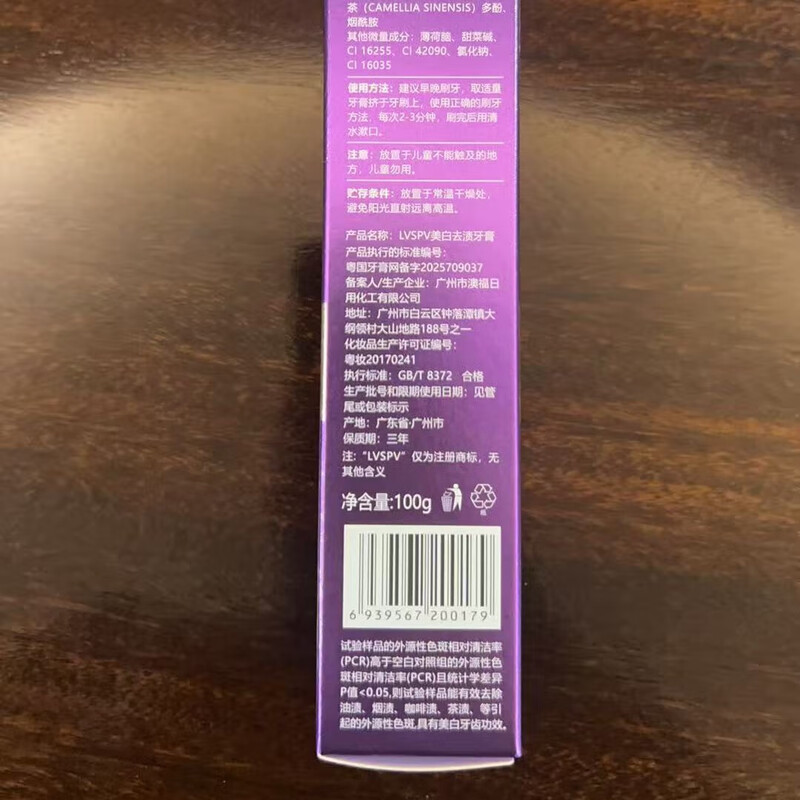 茶（CAMELLIA SINENSIS）多酚、
烟酰胺
其他微量成分：薄荷脑、甜菜碱、
CI 16255、CI 42090、氯化钠、
CI 16035
使用方法：建议早晚刷牙，取适量
牙膏挤于牙刷上，使用正确的刷牙
方法，每次2-3分钟，刷完后用清
水漱口。
注意：放置于儿童不能触及的地
方，儿童勿用。
贮存条件：放置于常温干燥处，
避免阳光直射远离高温。
产品名称：LVSPV美白去渍牙膏
产品执行的标准编号：
粤国牙膏网备字2025709037
备案人/生产企业：广州市澳福日
用化工有限公司
地址：广州市白云区钟落潭镇大
纲领村大山地路188号之一
化妆品生产许可证编号：
粤妆20170241
执行标准：GB/T 8372 合格
生产批号和限期使用日期：见管
尾或包装标示
产地：广东省·广州市
保质期：三年
注：“LVSPV”仅为注册商标，无
其他含义
净含量:100g
6 939567 200179
试验样品的外源性色斑相对清洁率
(PCR)高于空白对照组的外源性色
斑相对清洁率(PCR)且统计学差异
P值<0.05,则试验样品能有效去除
油渍、烟渍、咖啡渍、茶渍、等引
起的外源性色斑,具有美白牙齿功效。